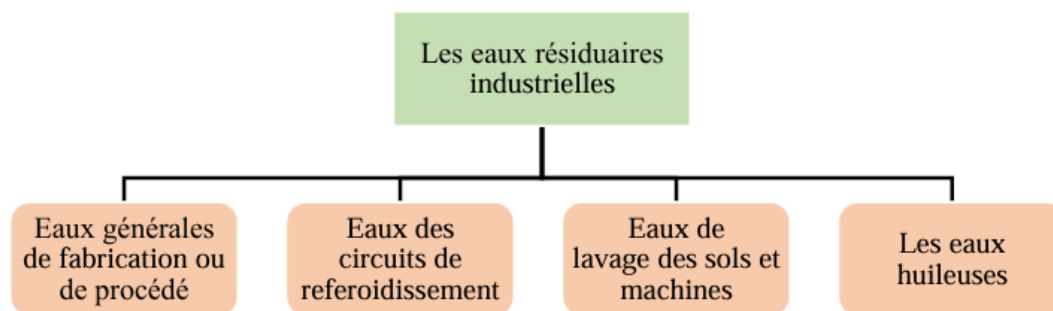 Les eaux résiduaires
industrielles
Eaux générales
de fabrication ou
de procédé
Eaux des
circuits de
referoidissement
Eaux de
lavage des sols et
machines
Les eaux
huileuses